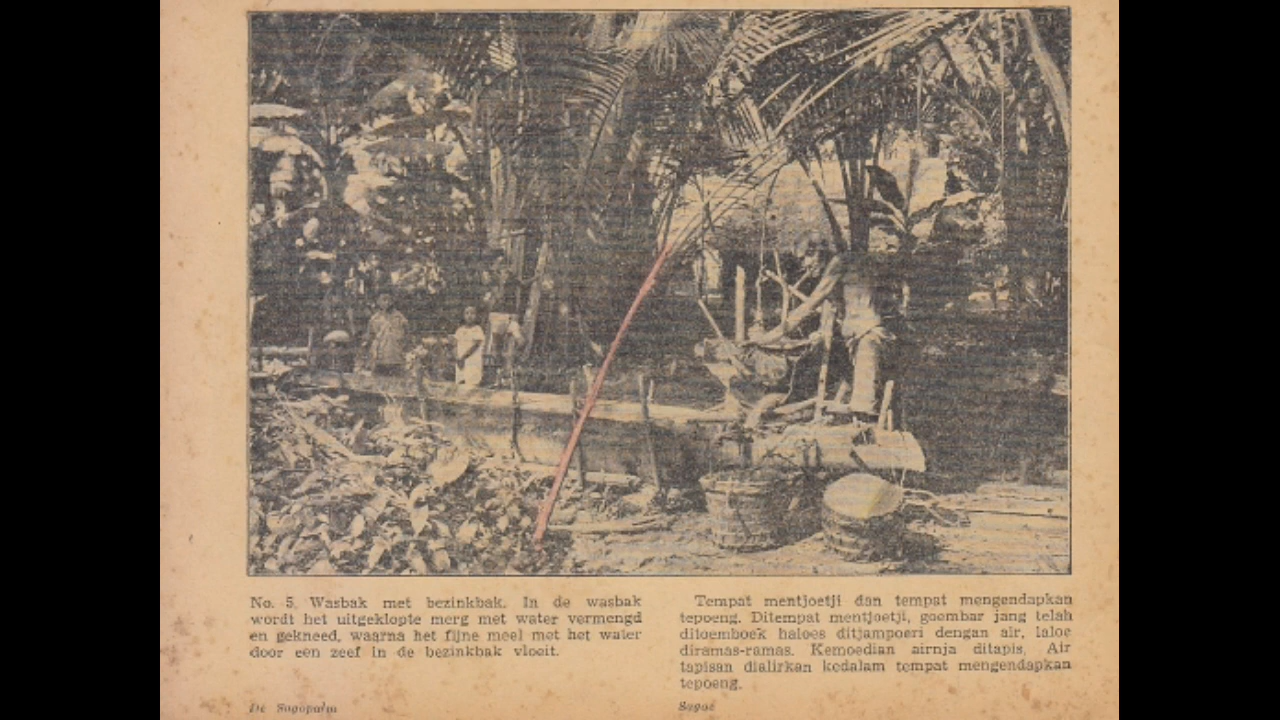 No. 5. Wasbak met bezinkbak. In de wasbak
wordt het uitgeklopte merg met water vermengd
en gekneed, waarna het fijne meel met het water
door een zeef in de bezinkbak vloeit.
Tempat mentjoetji dan tempat mengendapkan
tepoeng. Ditempat mentjoetji, goembar jang telah
ditoemboek haloes ditjampoeri dengan air, laloe
diramas-ramas. Kemoedian airnja ditapis. Air
tapisan dialirkan kedalam tempat mengendapkan
tepoeng.
De Sagopalm
Sagoe